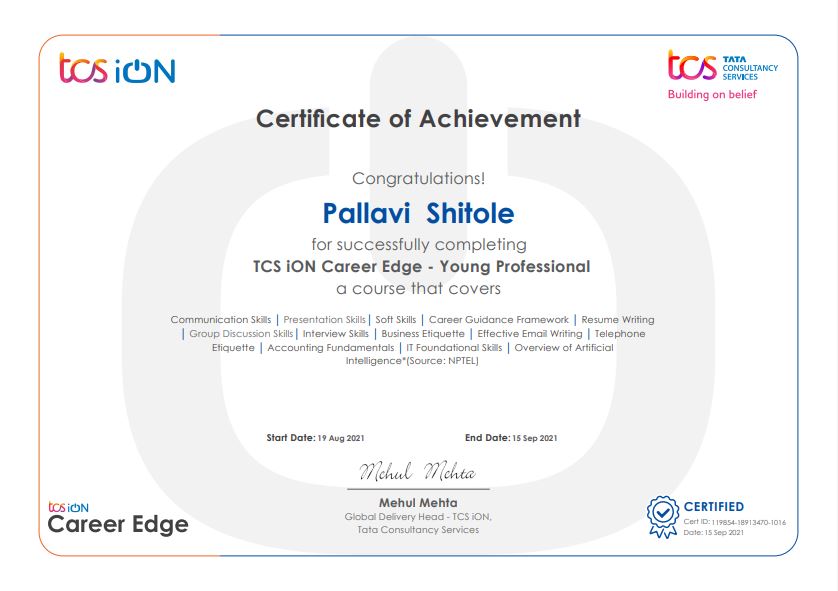 tcs iON
tcs TATA
CONSULTANCY
SERVICES
Building on belief
Certificate of Achievement
Congratulations!
Pallavi Shitole
for successfully completing
TCS iON Career Edge - Young Professional
a course that covers
Communication Skills | Presentation Skills | Soft Skills | Career Guidance Framework | Resume Writing
| Group Discussion Skills | Interview Skills | Business Etiquette | Effective Email Writing | Telephone
Etiquette | Accounting Fundamentals | IT Foundational Skills | Overview of Artificial
Intelligence*(Source: NPTEL)
Start Date: 19 Aug 2021
End Date: 15 Sep 2021
Mehul Mehta
Mehul Mehta
Global Delivery Head - TCS iON,
Tata Consultancy Services
tcs iON
Career Edge
CERTIFIED
Cert ID: 119854-18913470-1016
Date: 15 Sep 2021